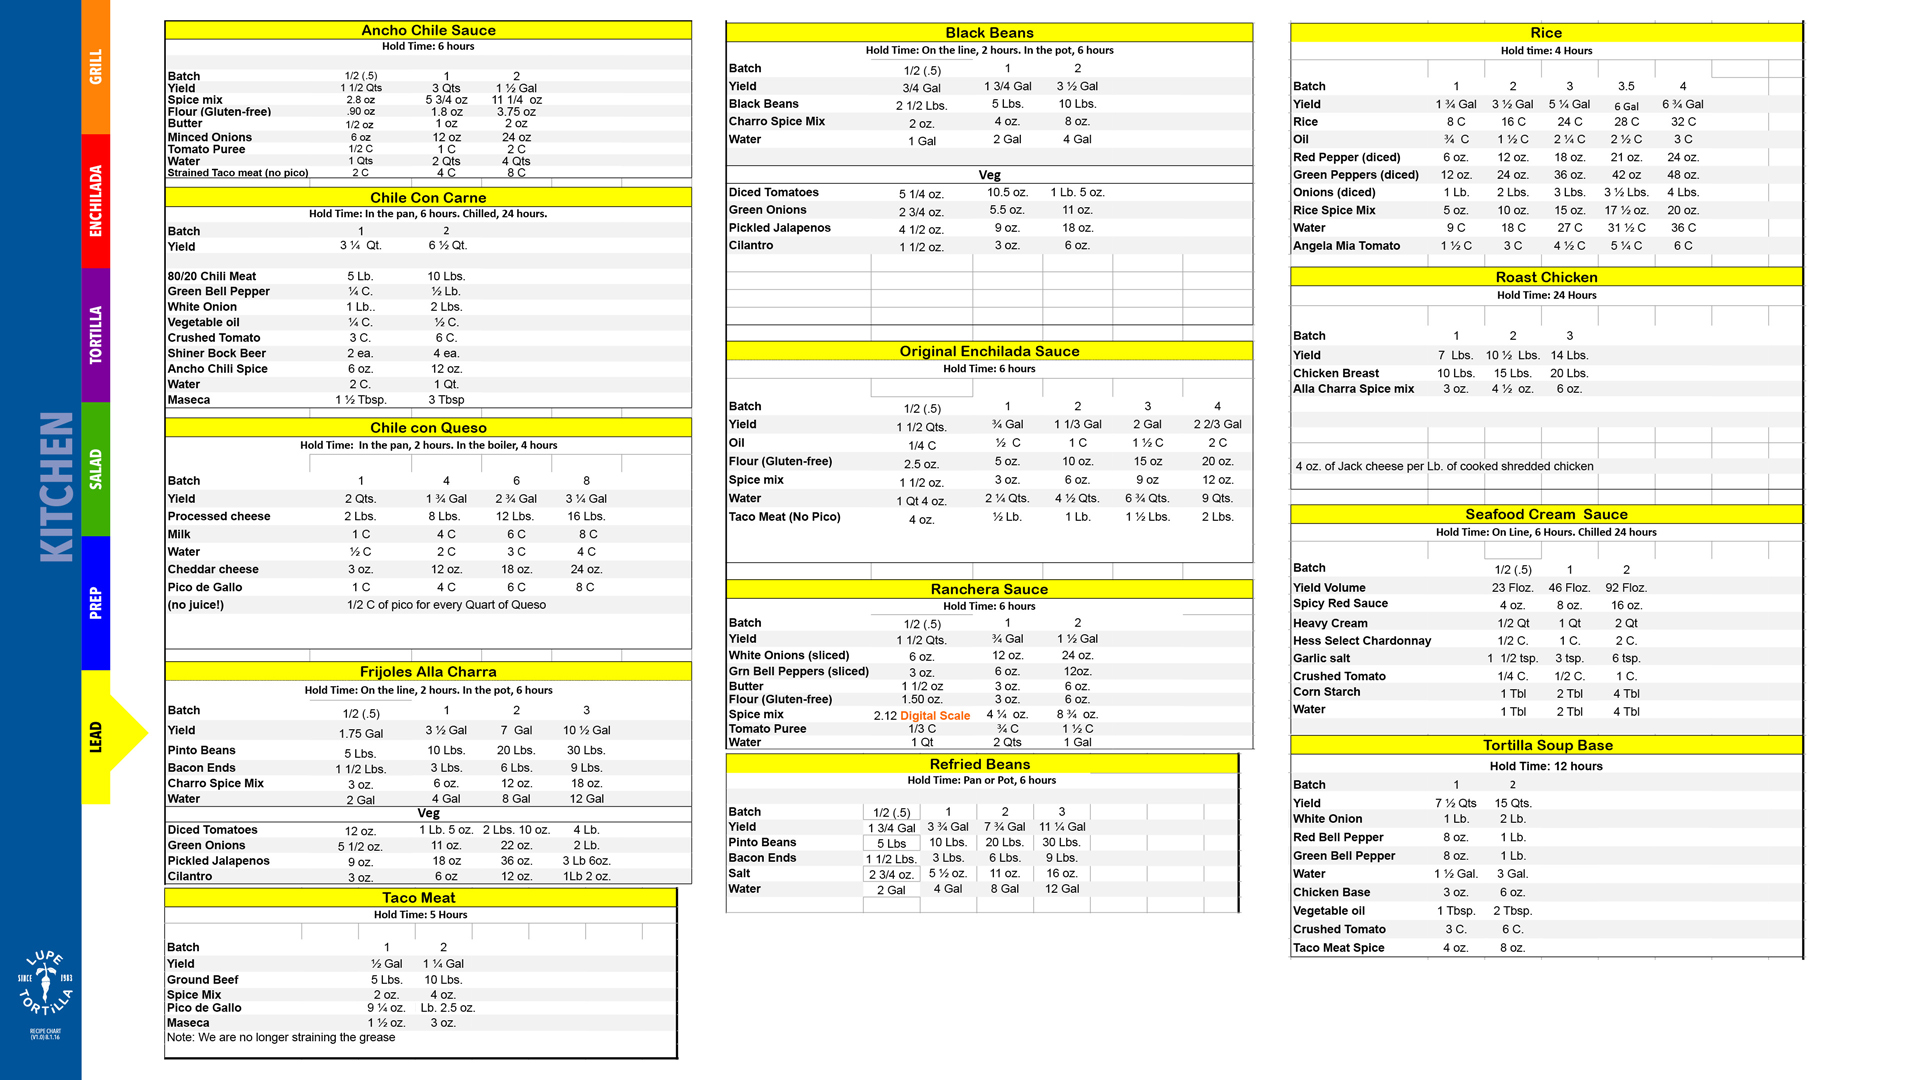 KITCHEN
GRILL
ENCHILADA
TORTILLA
SALAD
PREP
LEAD
LUPE
SINCE 1983
TORTILLA
RECIPE CHART
(V1.0) 8.1.16
Ancho Chile Sauce
Hold Time: 6 hours
Batch 1/2 (.5) 1 2
Yield 1 1/2 Qts 3 Qts 1 ½ Gal
Spice mix 2.8 oz 5 3/4 oz 11 1/4 oz
Flour (Gluten-free) .90 oz 1.8 oz 3.75 oz
Butter 1/2 oz 1 oz 2 oz
Minced Onions 6 oz 12 oz 24 oz
Tomato Puree 1/2 C 1 C 2 C
Water 1 Qts 2 Qts 4 Qts
Strained Taco meat (no pico) 2 C 4 C 8 C
Chile Con Carne
Hold Time: In the pan, 6 hours. Chilled, 24 hours.
Batch 1 2
Yield 3 ¼ Qt. 6 ½ Qt.
80/20 Chili Meat 5 Lb. 10 Lbs.
Green Bell Pepper ¼ C. ½ Lb.
White Onion 1 Lb.. 2 Lbs.
Vegetable oil ¼ C. ½ C.
Crushed Tomato 3 C. 6 C.
Shiner Bock Beer 2 ea. 4 ea.
Ancho Chili Spice 6 oz. 12 oz.
Water 2 C. 1 Qt.
Maseca 1 ½ Tbsp. 3 Tbsp
Chile con Queso
Hold Time: In the pan, 2 hours. In the boiler, 4 hours
Batch 1 4 6 8
Yield 2 Qts. 1 ¾ Gal 2 ¾ Gal 3 ¼ Gal
Processed cheese 2 Lbs. 8 Lbs. 12 Lbs. 16 Lbs.
Milk 1 C 4 C 6 C 8 C
Water ½ C 2 C 3 C 4 C
Cheddar cheese 3 oz. 12 oz. 18 oz. 24 oz.
Pico de Gallo 1 C 4 C 6 C 8 C
(no juice!) 1/2 C of pico for every Quart of Queso
Frijoles Alla Charra
Hold Time: On the line, 2 hours. In the pot, 6 hours
Batch 1/2 (.5) 1 2 3
Yield 1.75 Gal 3 ½ Gal 7 Gal 10 ½ Gal
Pinto Beans 5 Lbs. 10 Lbs. 20 Lbs. 30 Lbs.
Bacon Ends 1 1/2 Lbs. 3 Lbs. 6 Lbs. 9 Lbs.
Charro Spice Mix 3 oz. 6 oz. 12 oz. 18 oz.
Water 2 Gal 4 Gal 8 Gal 12 Gal
Veg
Diced Tomatoes 12 oz. 1 Lb. 5 oz. 2 Lbs. 10 oz. 4 Lb.
Green Onions 5 1/2 oz. 11 oz. 22 oz. 2 Lb.
Pickled Jalapenos 9 oz. 18 oz 36 oz. 3 Lb 6oz.
Cilantro 3 oz. 6 oz 12 oz. 1Lb 2 oz.
Taco Meat
Hold Time: 5 Hours
Batch 1 2
Yield ½ Gal 1 ¼ Gal
Ground Beef 5 Lbs. 10 Lbs.
Spice Mix 2 oz. 4 oz.
Pico de Gallo 9 ¼ oz. Lb. 2.5 oz.
Maseca 1 ½ oz. 3 oz.
Note: We are no longer straining the grease
Black Beans
Hold Time: On the line, 2 hours. In the pot, 6 hours
Batch 1/2 (.5) 1 2
Yield 3/4 Gal 1 3/4 Gal 3 ½ Gal
Black Beans 2 1/2 Lbs. 5 Lbs. 10 Lbs.
Charro Spice Mix 2 oz. 4 oz. 8 oz.
Water 1 Gal 2 Gal 4 Gal
Veg
Diced Tomatoes 5 1/4 oz. 10.5 oz. 1 Lb. 5 oz.
Green Onions 2 3/4 oz. 5.5 oz. 11 oz.
Pickled Jalapenos 4 1/2 oz. 9 oz. 18 oz.
Cilantro 1 1/2 oz. 3 oz. 6 oz.
Original Enchilada Sauce
Hold Time: 6 hours
Batch 1/2 (.5) 1 2 3 4
Yield 1 1/2 Qts. ¾ Gal 1 1/3 Gal 2 Gal 2 2/3 Gal
Oil 1/4 C ½ C 1 C 1 ½ C 2 C
Flour (Gluten-free) 2.5 oz. 5 oz. 10 oz. 15 oz 20 oz.
Spice mix 1 1/2 oz. 3 oz. 6 oz. 9 oz 12 oz.
Water 1 Qt 4 oz. 2 ¼ Qts. 4 ½ Qts. 6 ¾ Qts. 9 Qts.
Taco Meat (No Pico) 4 oz. ½ Lb. 1 Lb. 1 ½ Lbs. 2 Lbs.
Ranchera Sauce
Hold Time: 6 hours
Batch 1/2 (.5) 1 2
Yield 1 1/2 Qts. ¾ Gal 1 ½ Gal
White Onions (sliced) 6 oz. 12 oz. 24 oz.
Grn Bell Peppers (sliced) 3 oz. 6 oz. 12oz.
Butter 1 1/2 oz 3 oz. 6 oz.
Flour (Gluten-free) 1.50 oz. 3 oz. 6 oz.
Spice mix 2.12 Digital Scale 4 ¼ oz. 8 ¾ oz.
Tomato Puree 1/3 C ¾ C 1 ½ C
Water 1 Qt 2 Qts 1 Gal
Refried Beans
Hold Time: Pan or Pot, 6 hours
Batch 1/2 (.5) 1 2 3
Yield 1 3/4 Gal 3 ¾ Gal 7 ¾ Gal 11 ¼ Gal
Pinto Beans 5 Lbs 10 Lbs. 20 Lbs. 30 Lbs.
Bacon Ends 1 1/2 Lbs. 3 Lbs. 6 Lbs. 9 Lbs.
Salt 2 3/4 oz. 5 ½ oz. 11 oz. 16 oz.
Water 2 Gal 4 Gal 8 Gal 12 Gal
Rice
Hold time: 4 Hours
Batch 1 2 3 3.5 4
Yield 1 ¾ Gal 3 ½ Gal 5 ¼ Gal 6 Gal 6 ¾ Gal
Rice 8 C 16 C 24 C 28 C 32 C
Oil ¾ C 1 ½ C 2 ¼ C 2 ½ C 3 C
Red Pepper (diced) 6 oz. 12 oz. 18 oz. 21 oz. 24 oz.
Green Peppers (diced) 12 oz. 24 oz. 36 oz. 42 oz 48 oz.
Onions (diced) 1 Lb. 2 Lbs. 3 Lbs. 3 ½ Lbs. 4 Lbs.
Rice Spice Mix 5 oz. 10 oz. 15 oz. 17 ½ oz. 20 oz.
Water 9 C 18 C 27 C 31 ½ C 36 C
Angela Mia Tomato 1 ½ C 3 C 4 ½ C 5 ¼ C 6 C
Roast Chicken
Hold Time: 24 Hours
Batch 1 2 3
Yield 7 Lbs. 10 ½ Lbs. 14 Lbs.
Chicken Breast 10 Lbs. 15 Lbs. 20 Lbs.
Alla Charra Spice mix 3 oz. 4 ½ oz. 6 oz.
4 oz. of Jack cheese per Lb. of cooked shredded chicken
Seafood Cream Sauce
Hold Time: On Line, 6 Hours. Chilled 24 hours
Batch 1/2 (.5) 1 2
Yield Volume 23 Floz. 46 Floz. 92 Floz.
Spicy Red Sauce 4 oz. 8 oz. 16 oz.
Heavy Cream 1/2 Qt 1 Qt 2 Qt
Hess Select Chardonnay 1/2 C. 1 C. 2 C.
Garlic salt 1 1/2 tsp. 3 tsp. 6 tsp.
Crushed Tomato 1/4 C. 1/2 C. 1 C.
Corn Starch 1 Tbl 2 Tbl 4 Tbl
Water 1 Tbl 2 Tbl 4 Tbl
Tortilla Soup Base
Hold Time: 12 hours
Batch 1 2
Yield 7 ½ Qts 15 Qts.
White Onion 1 Lb. 2 Lb.
Red Bell Pepper 8 oz. 1 Lb.
Green Bell Pepper 8 oz. 1 Lb.
Water 1 ½ Gal. 3 Gal.
Chicken Base 3 oz. 6 oz.
Vegetable oil 1 Tbsp. 2 Tbsp.
Crushed Tomato 3 C. 6 C.
Taco Meat Spice 4 oz. 8 oz.